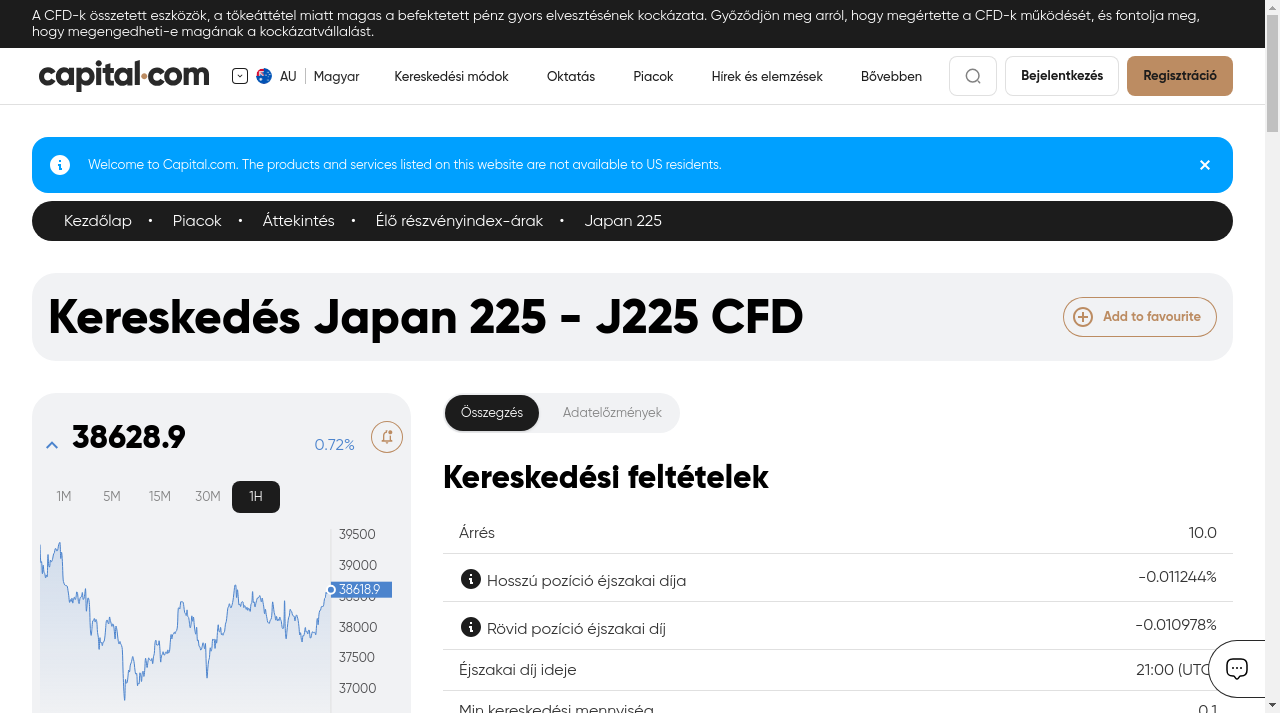 A CFD-k összetett eszközök, a tőkeáttétel miatt magas a befektetett pénz gyors elvesztésének kockázata. Győződjön meg arról, hogy megértette a CFD-k működését, és fontolja meg,
hogy megengedheti-e magának a kockázatvállalást.
capital.com
AU
Magyar
Kereskedési módok
Oktatás
Piacok
Hírek és elemzések
Bővebben
Bejelentkezés
Regisztráció
Welcome to Capital.com. The products and services listed on this website are not available to US residents.
Kezdőlap • Piacok • Áttekintés • Élő részvényindex-árak • Japan 225
Kereskedés Japan 225 - J225 CFD
Add to favourite
38628.9
0.72%
1M 5M 15M 30M 1H
39500
39000
38618.9
38000
37500
37000
Összegzés
Adatelőzmények
Kereskedési feltételek
Árrés 10.0
Hosszú pozíció éjszakai díja -0.011244%
Rövid pozíció éjszakai díj -0.010978%
Éjszakai díj ideje 21:00 (UTC
Min kereskedési mennyiség 0.1